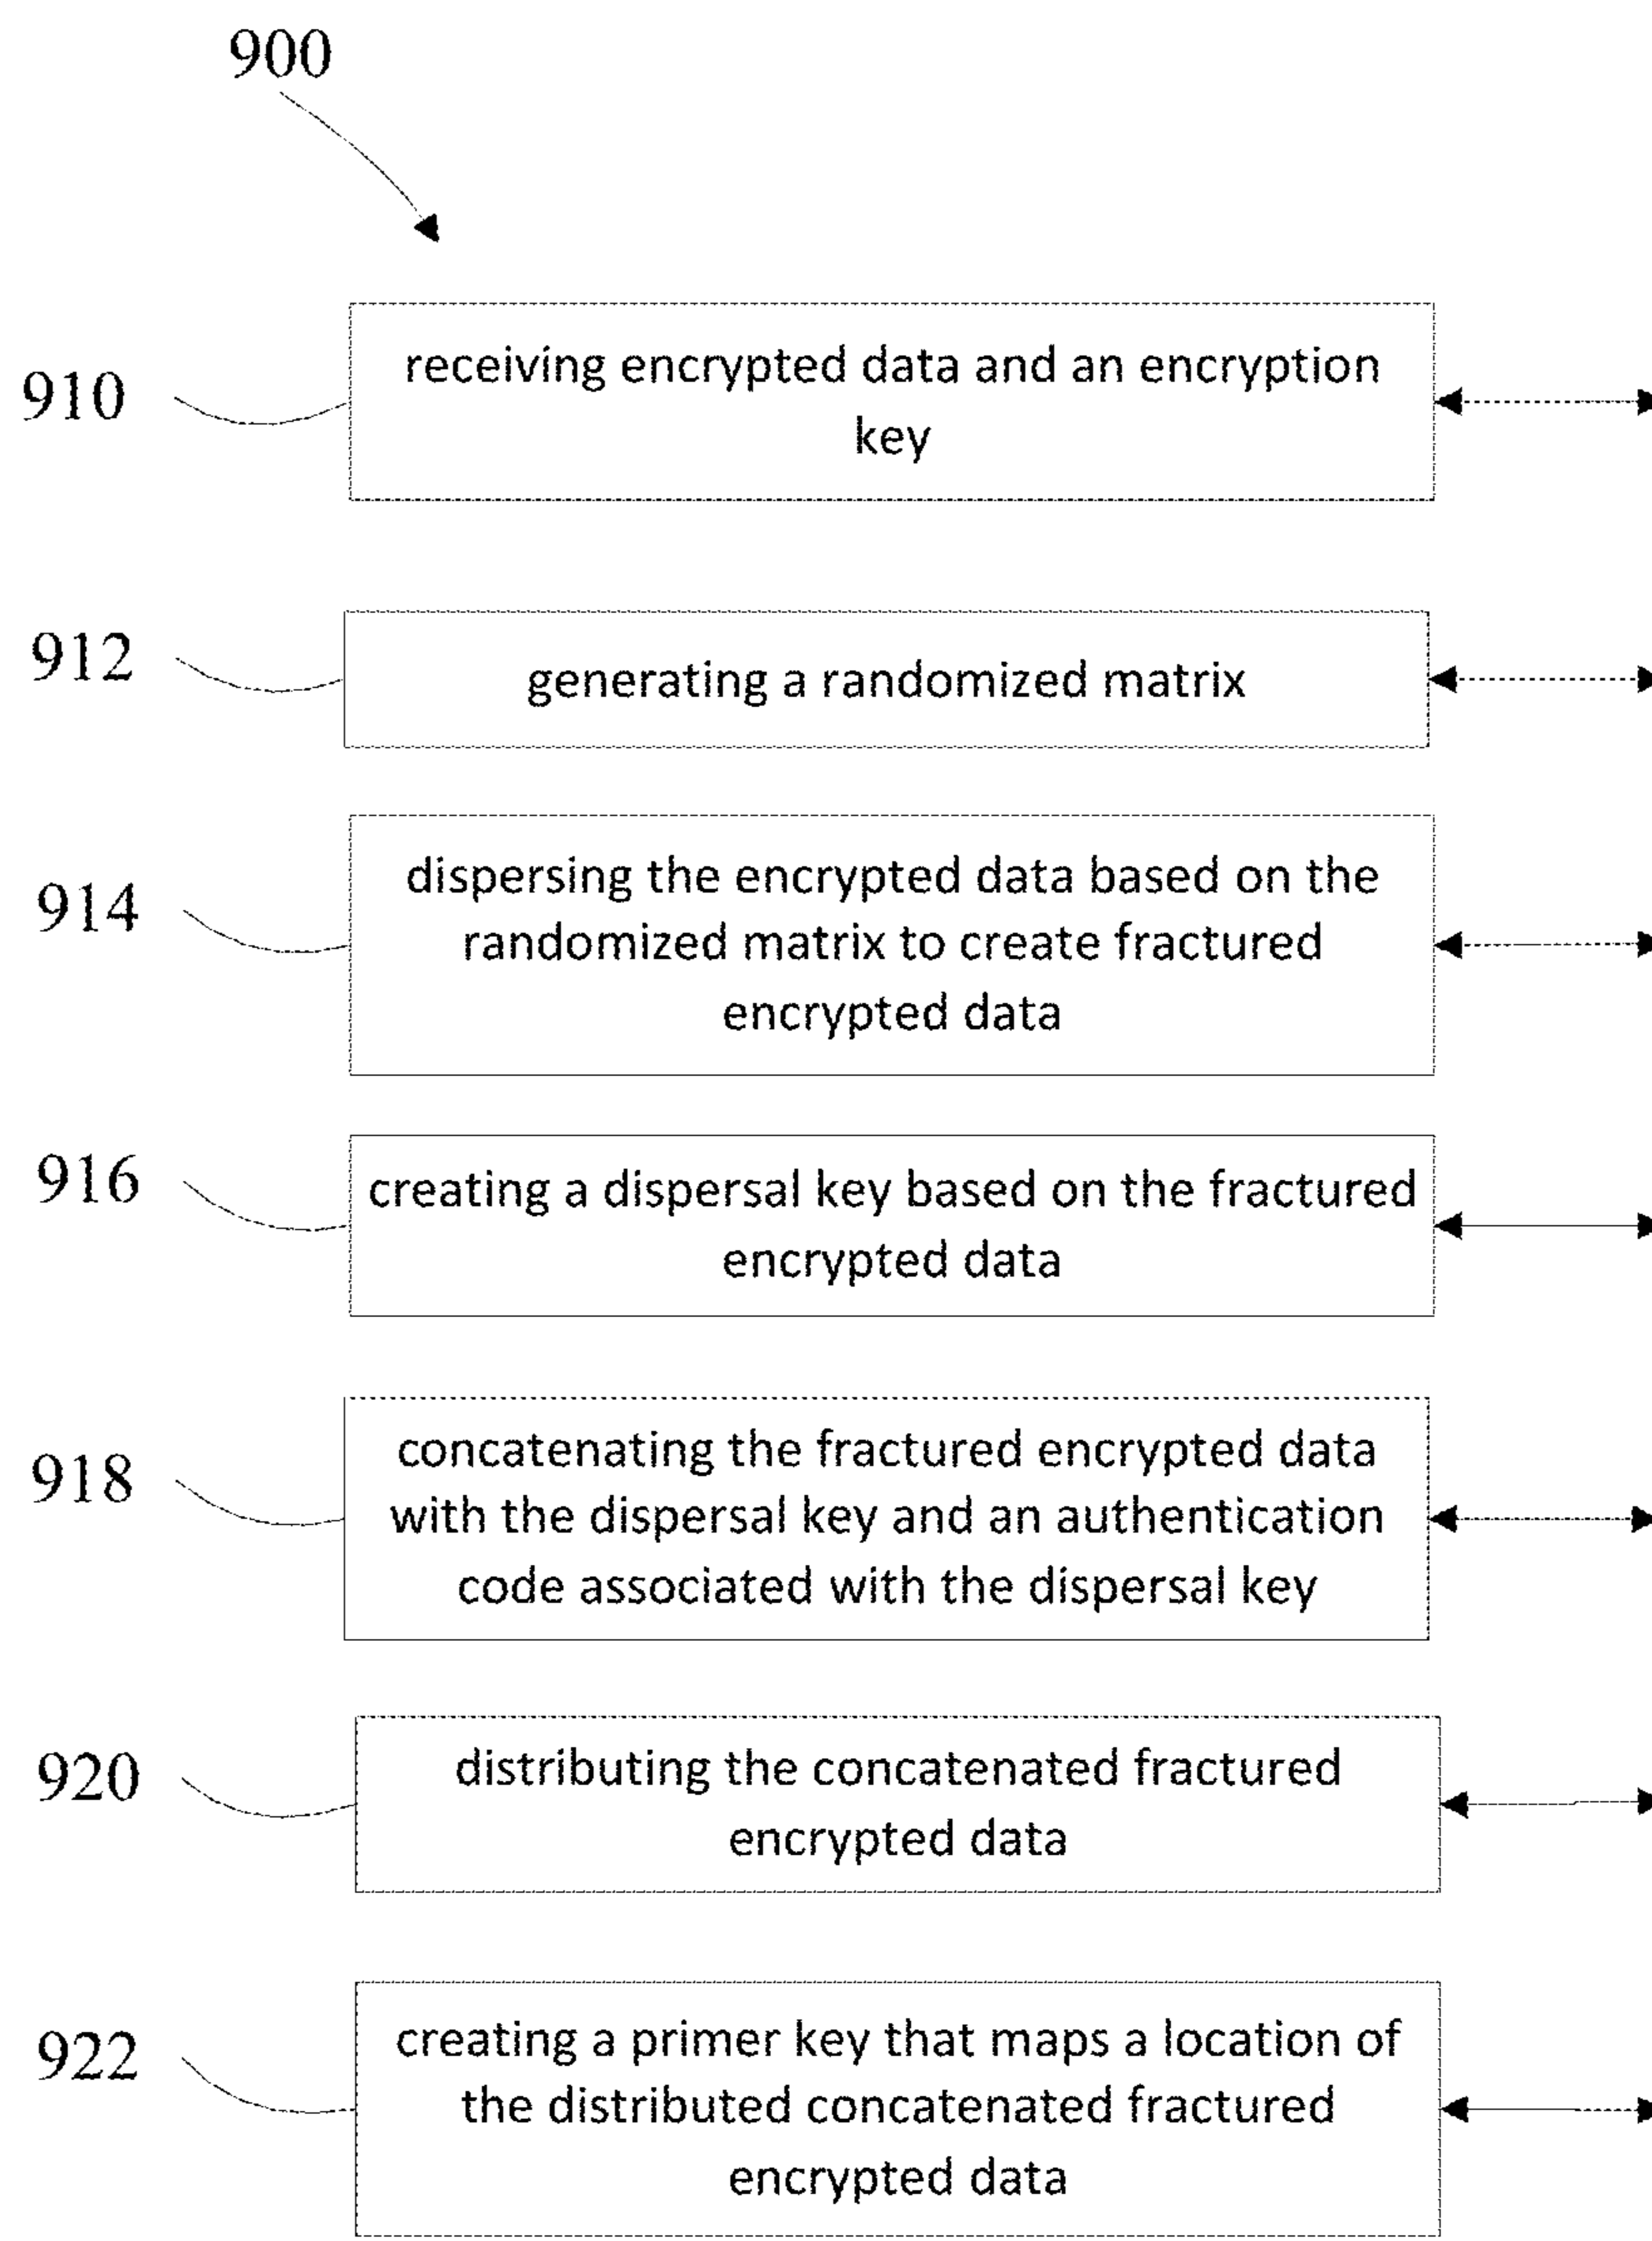 900
910
receiving encrypted data and an encryption
key
912
generating a randomized matrix
914
dispersing the encrypted data based on the
randomized matrix to create fractured
encrypted data
916
creating a dispersal key based on the fractured
encrypted data
918
concatenating the fractured encrypted data
with the dispersal key and an authentication
code associated with the dispersal key
920
distributing the concatenated fractured
encrypted data
922
creating a primer key that maps a location of
the distributed concatenated fractured
encrypted data